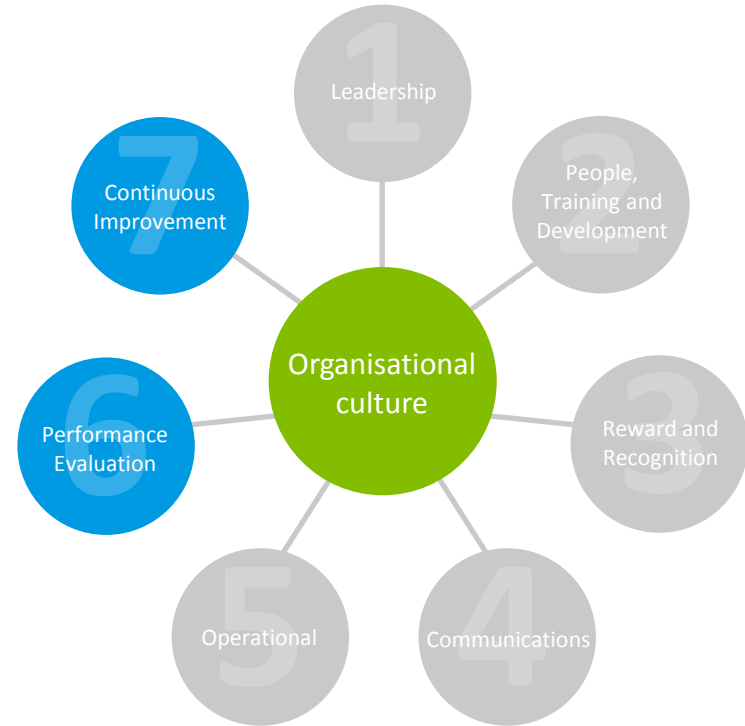 1
Leadership
2
People,
Training and
Development
3
Reward and
Recognition
4
Communications
5
Operational
6
Performance
Evaluation
7
Continuous
Improvement
Organisational
culture